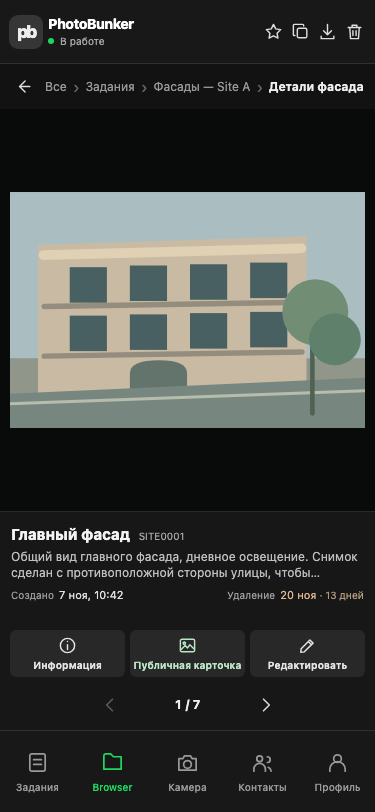 pb PhotoBunker
В работе
Все › Задания › Фасады — Site A › Детали фасада
Главный фасад SITE0001
Общий вид главного фасада, дневное освещение. Снимок
сделан с противоположной стороны улицы, чтобы...
Создано 7 ноя, 10:42 Удаление 20 ноя · 13 дней
Информация Публичная карточка Редактировать
1 / 7
Задания Browser Камера Контакты Профиль